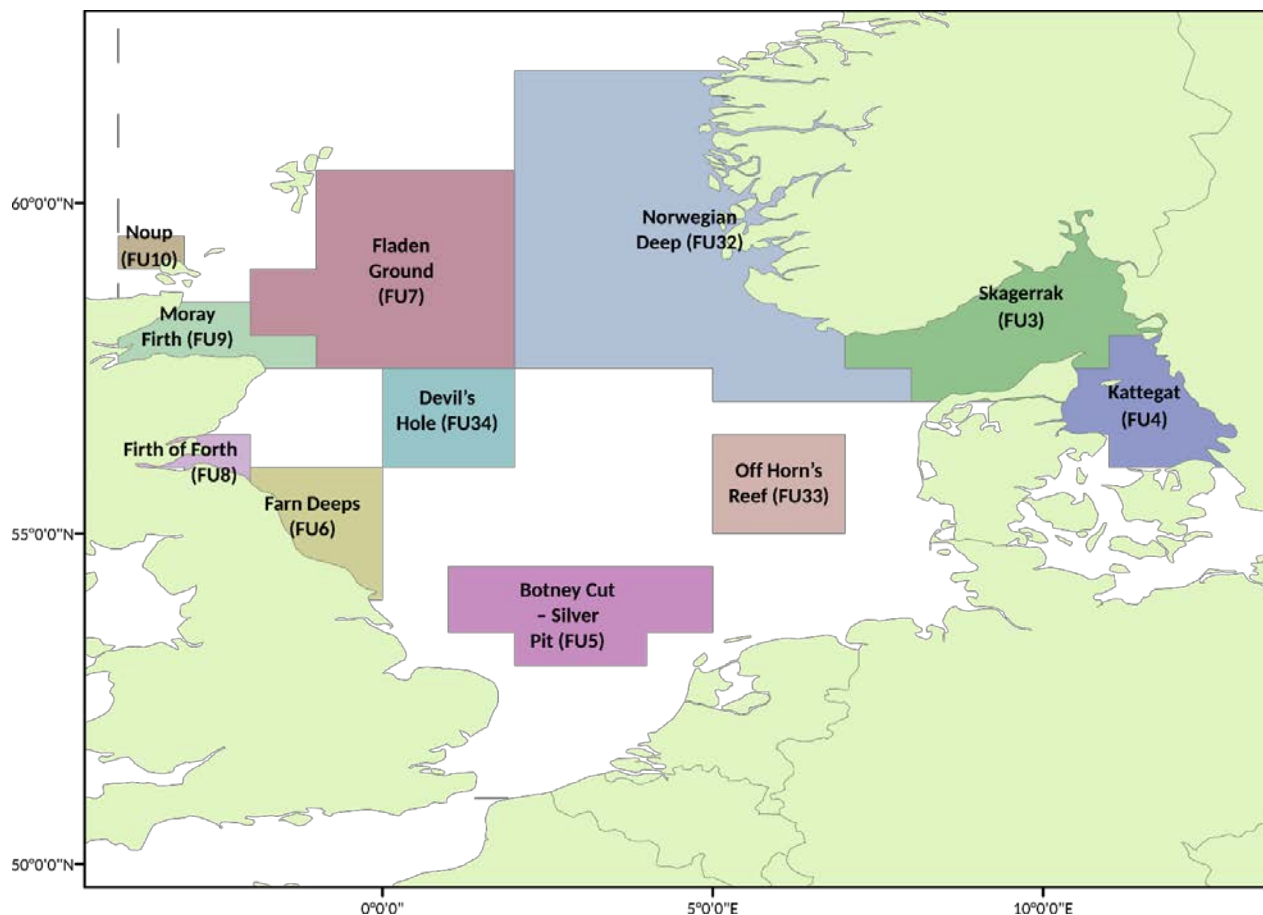 60°0'0"N
55°0'0"N
50°0'0"N
Noup
(FU10)
Moray
Firth (FU9)
Fladen
Ground
(FU7)
Norwegian
Deep (FU32)
Skagerrak
(FU3)
Kattegat
(FU4)
Devil's
Hole (FU34)
Firth of Forth
(FU8)
Farn Deeps
(FU6)
Off Horn's
Reef (FU33)
Botney Cut
– Silver
Pit (FU5)
0°0'0"
5°0'0"E
10°0'0"E